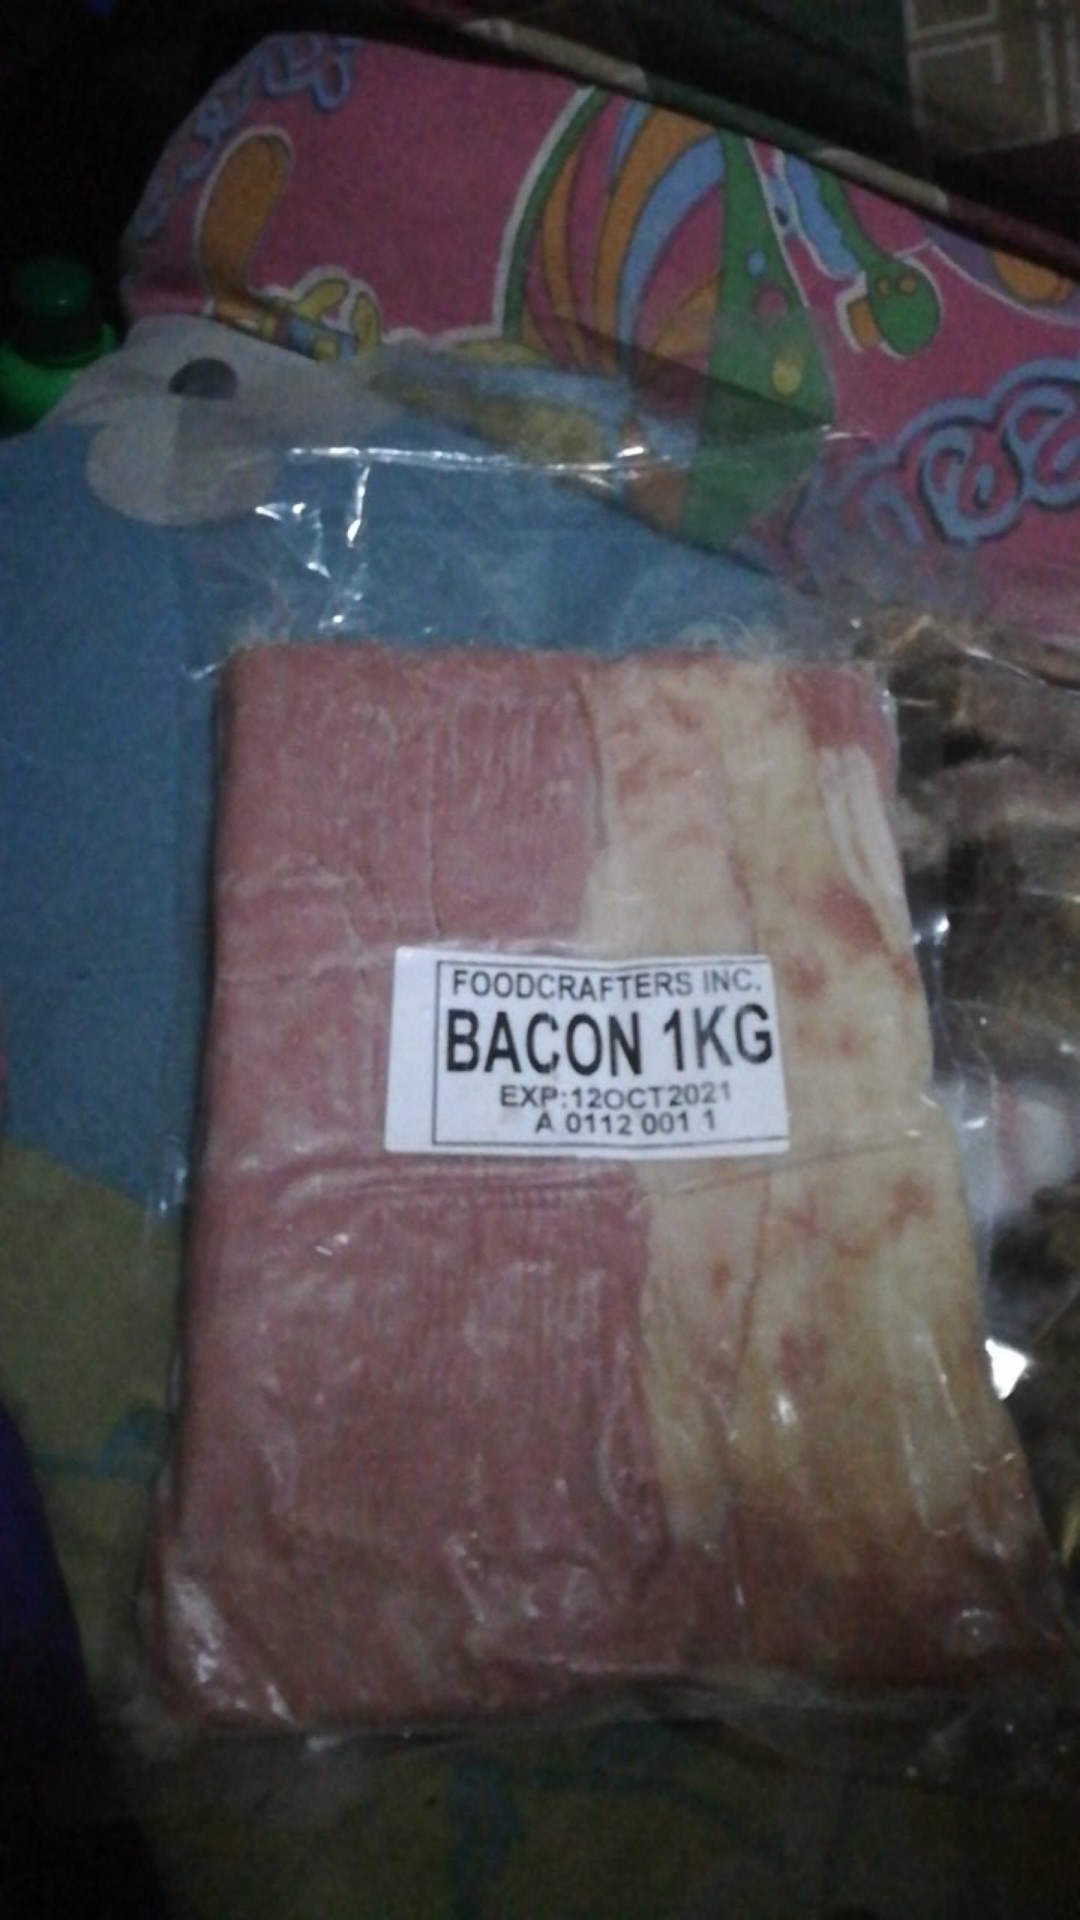 FOODCRAFTERS INC.
BACON 1KG
EXP:12OCT2021
A 0112 001 1